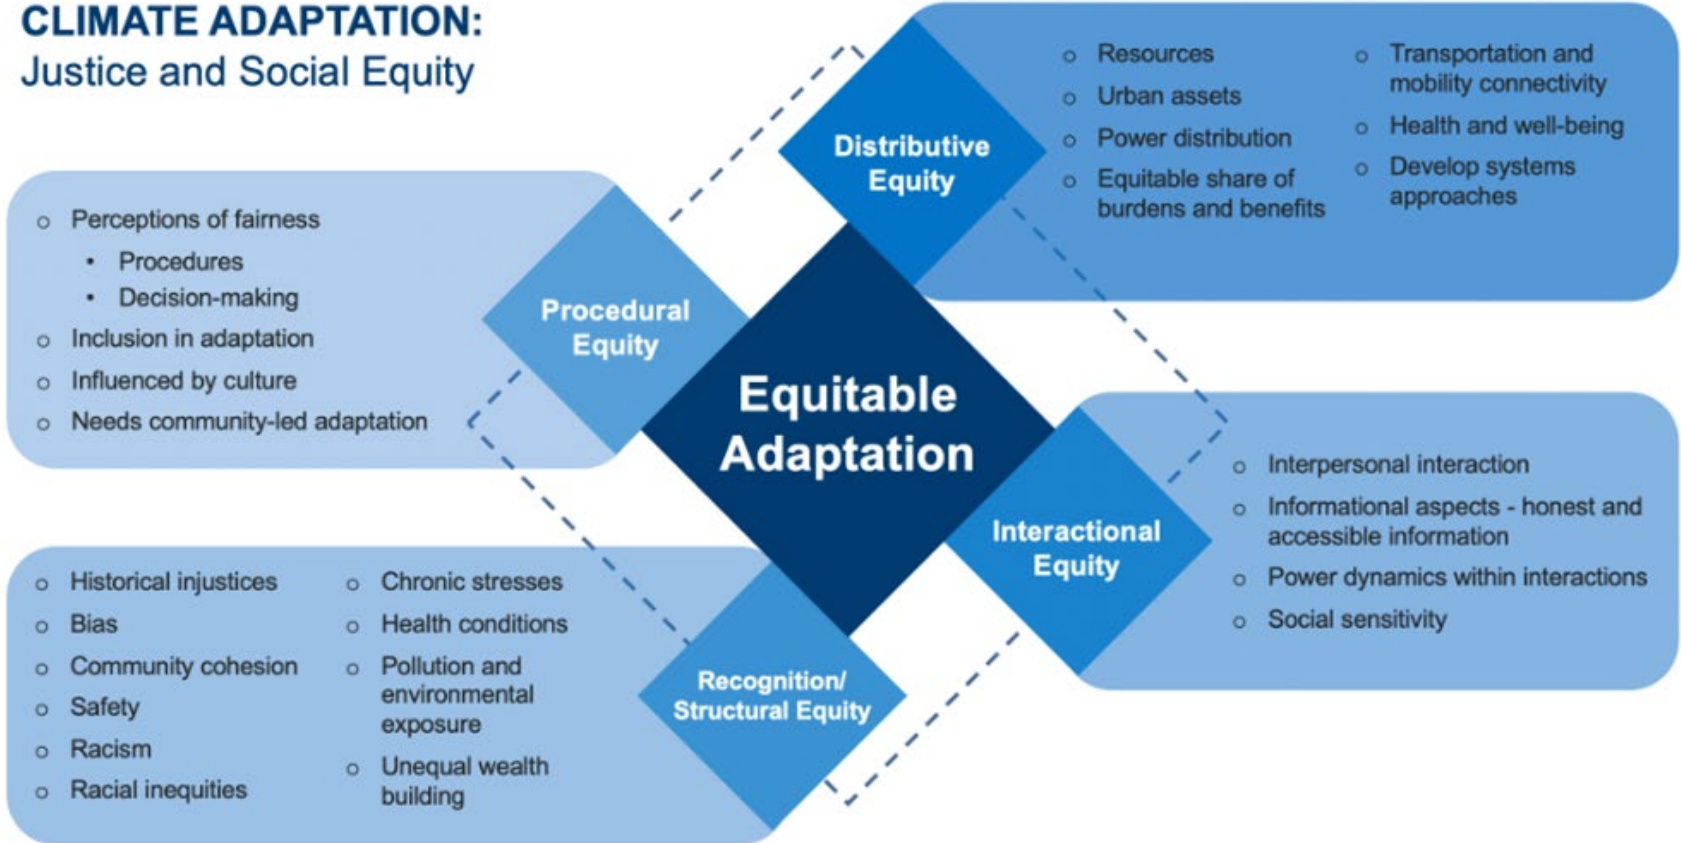 CLIMATE ADAPTATION:
Justice and Social Equity
Distributive
Equity
○ Resources
○ Urban assets
○ Power distribution
○ Equitable share of
burdens and benefits
○ Transportation and
mobility connectivity
○ Health and well-being
○ Develop systems
approaches
○ Perceptions of fairness
• Procedures
• Decision-making
○ Inclusion in adaptation
○ Influenced by culture
○ Needs community-led adaptation
Procedural
Equity
Equitable
Adaptation
Interactional
Equity
○ Interpersonal interaction
○ Informational aspects - honest and
accessible information
○ Power dynamics within interactions
○ Social sensitivity
○ Historical injustices
○ Bias
○ Community cohesion
○ Safety
○ Racism
○ Racial inequities
○ Chronic stresses
○ Health conditions
○ Pollution and
environmental
exposure
○ Unequal wealth
building
Recognition/
Structural Equity